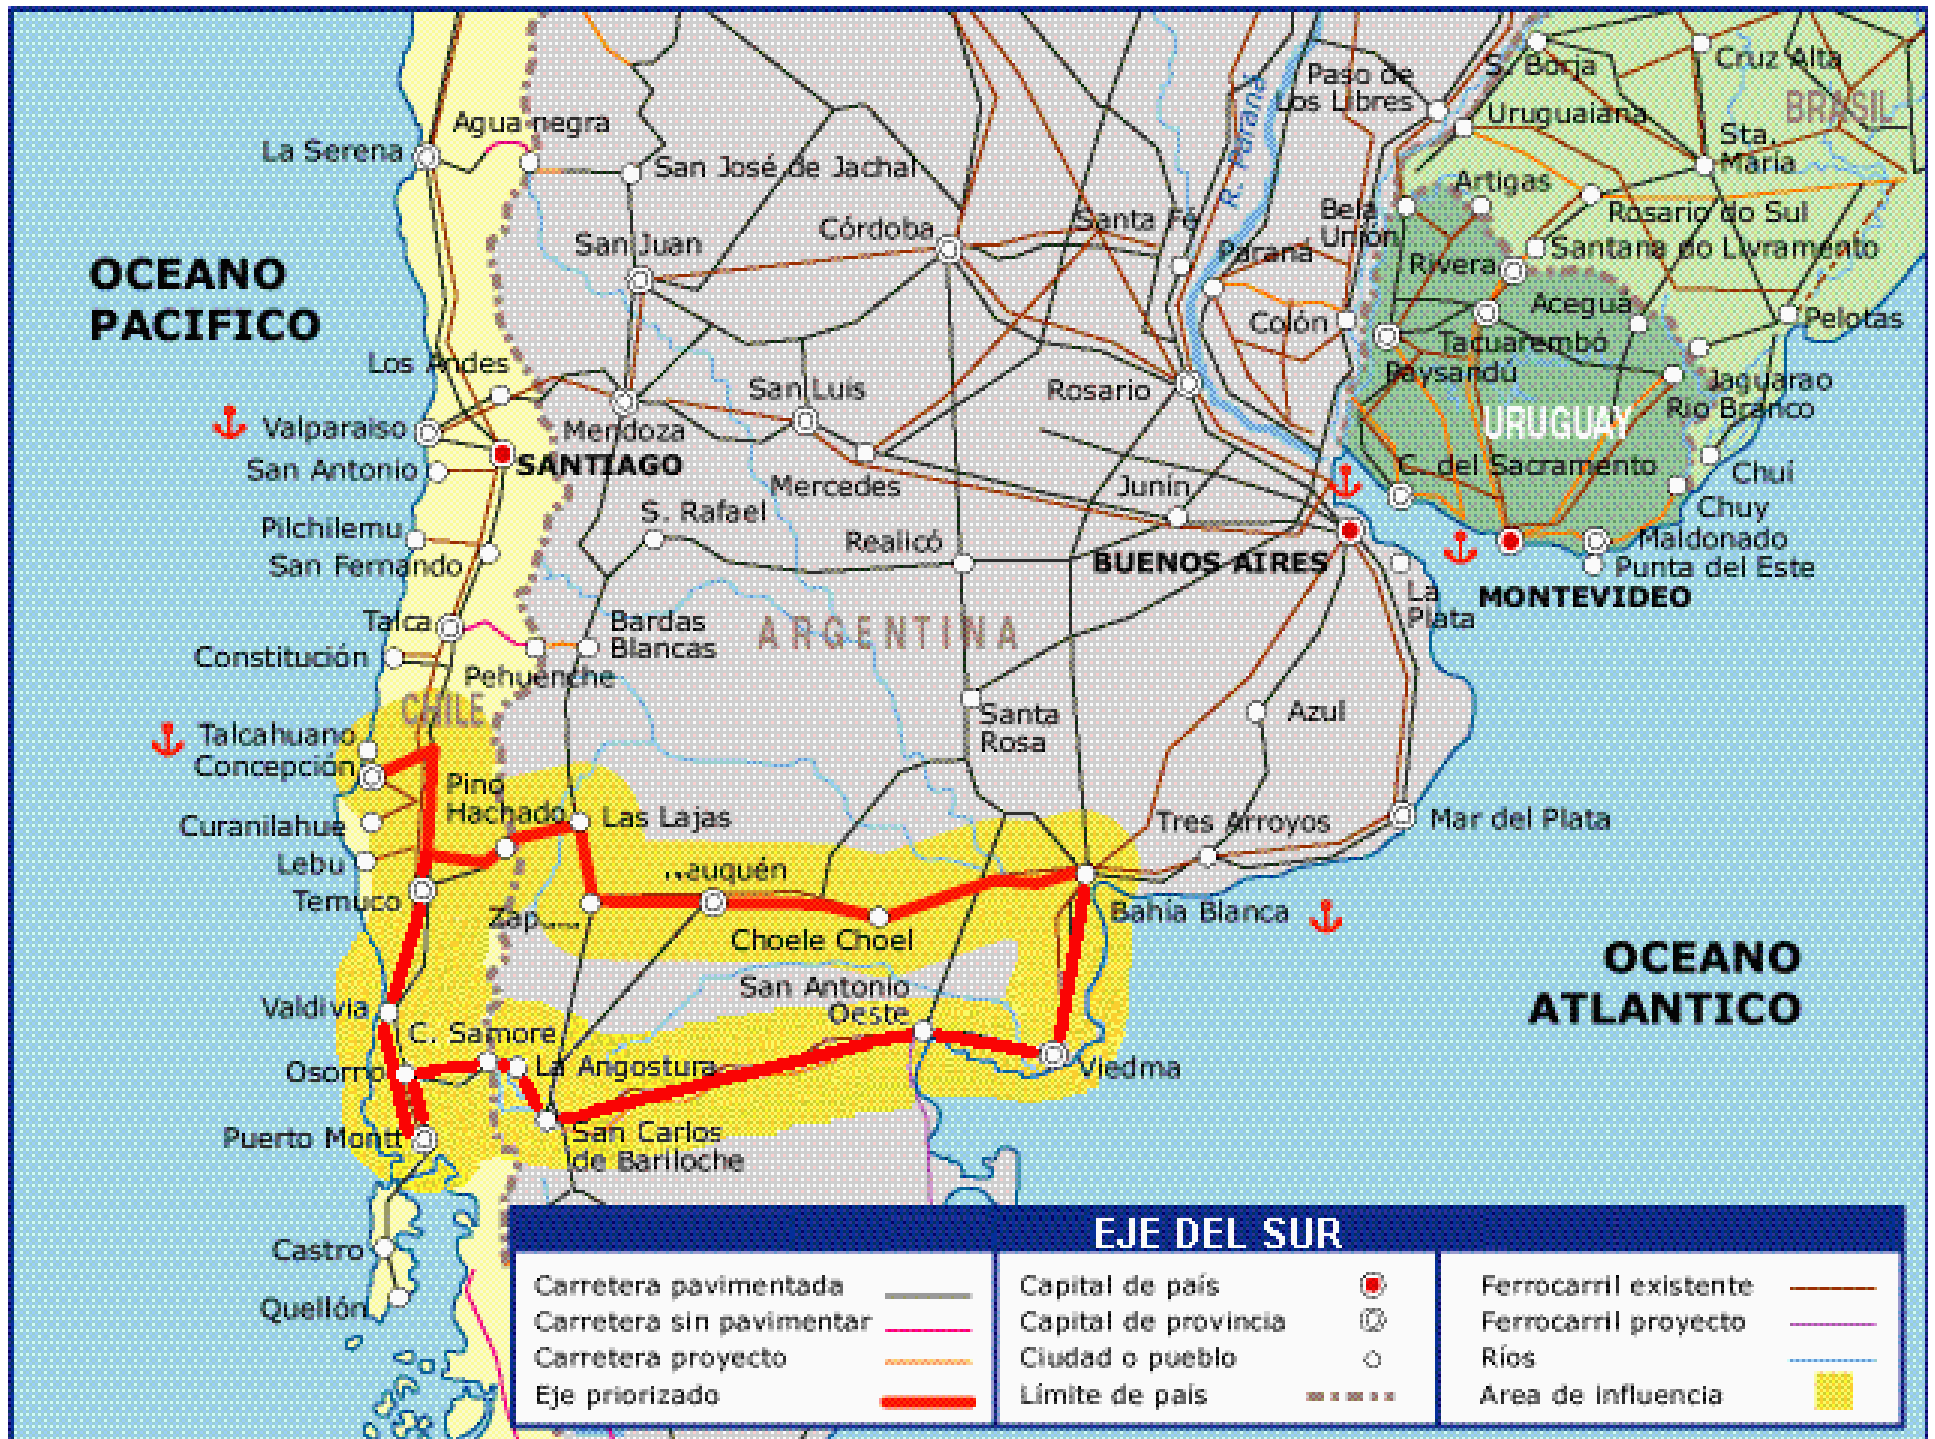 Paso de
Los Libres
S. Borja
Cruz Alta
BRASIL
Uruguaiana
Sta.
Maria
Agua negra
La Serena
San José de Jachal
R. Paraná
Artigas
Bela
Unión
Rosario do Sul
Santana do Livramento
Santa Fé
Córdoba
San Juan
Paraná
Rivera
OCEANO
PACIFICO
Acegua
Pelotas
Colón
Tacuarembó
Los Andes
San Luis
Rosario
Paysandú
Jaguarao
Rio Branco
URUGUAY
Valparaiso
Mendoza
SANTIAGO
San Antonio
C. del Sacramento
Chui
Mercedes
Junín
Chuy
S. Rafael
Pilchilemu
San Fernando
Realicó
BUENOS AIRES
Maldonado
Punta del Este
La
Plata
MONTEVIDEO
Talca
Bardas
Blancas
ARGENTINA
Constitución
Pehuenche
CHILE
Santa
Rosa
Azul
Talcahuano
Concepción
Pino
Hachado
Las Lajas
Curanilahue
Tres Arroyos
Mar del Plata
Lebu
Temuco
Bahía Blanca
Choele Choel
OCEANO
ATLANTICO
San Antonio
Oeste
Valdivia
C. Samore
Osorno
La Angostura
Viedma
Puerto Montt
San Carlos
de Bariloche
Castro
Quellón
EJE DEL SUR
Carretera pavimentada
Carretera sin pavimentar
Carretera proyecto
Eje priorizado
Capital de país
Capital de provincia
Ciudad o pueblo
Límite de país
Ferrocarril existente
Ferrocarril proyecto
Ríos
Area de influencia